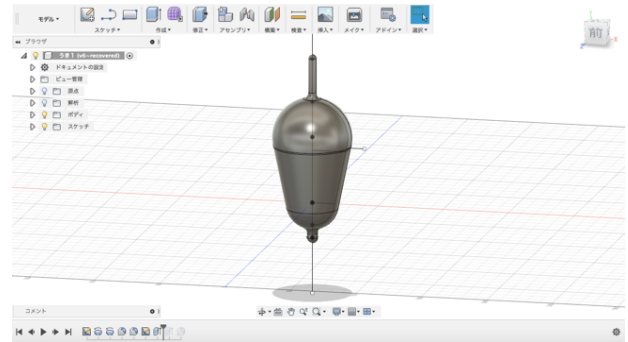 モデル
スケッチ 作成 修正 アセンブリ 構築 検査 挿入 メイク アドイン 選択
前
X
Z
ブラウザ
うき1 (v6~recovered)
ドキュメントの設定
ビュー管理
原点
解析
ボディ
スケッチ
コメント